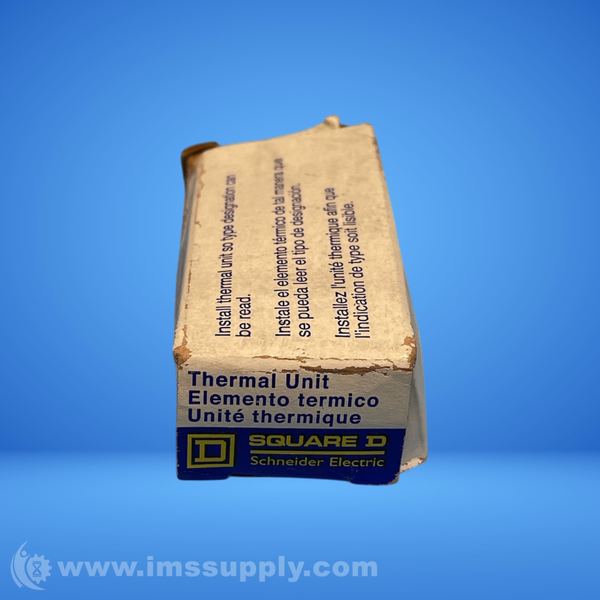 Install thermal unit so type designation can
be read.
Instale el elemento térmico de tal manera que
se pueda leer el tipo de designación.
Installez l'unité thermique afin que
l'indication de type soit lisible.
Thermal Unit
Elemento termico
Unité thermique
D
SQUARE D
Schneider Electric
www.imssupply.com